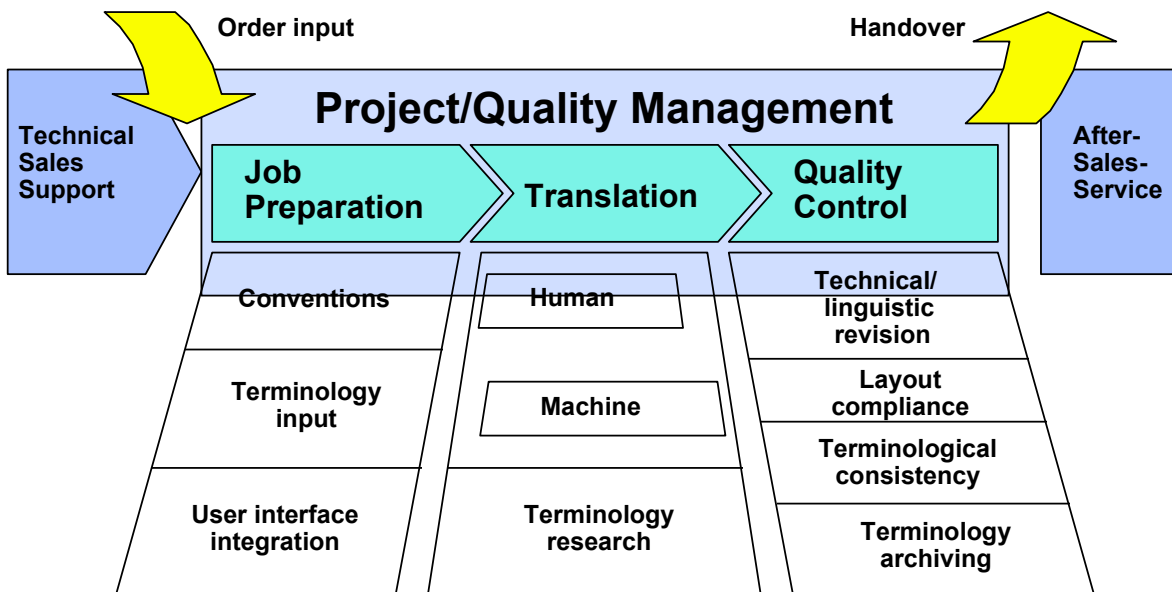 Order input
Handover
Project/Quality Management
Technical
Sales
Support
After-
Sales-
Service
Job
Preparation
Translation
Quality
Control
Conventions
Terminology
input
User interface
integration
Human
Machine
Terminology
research
Technical/
linguistic
revision
Layout
compliance
Terminological
consistency
Terminology
archiving